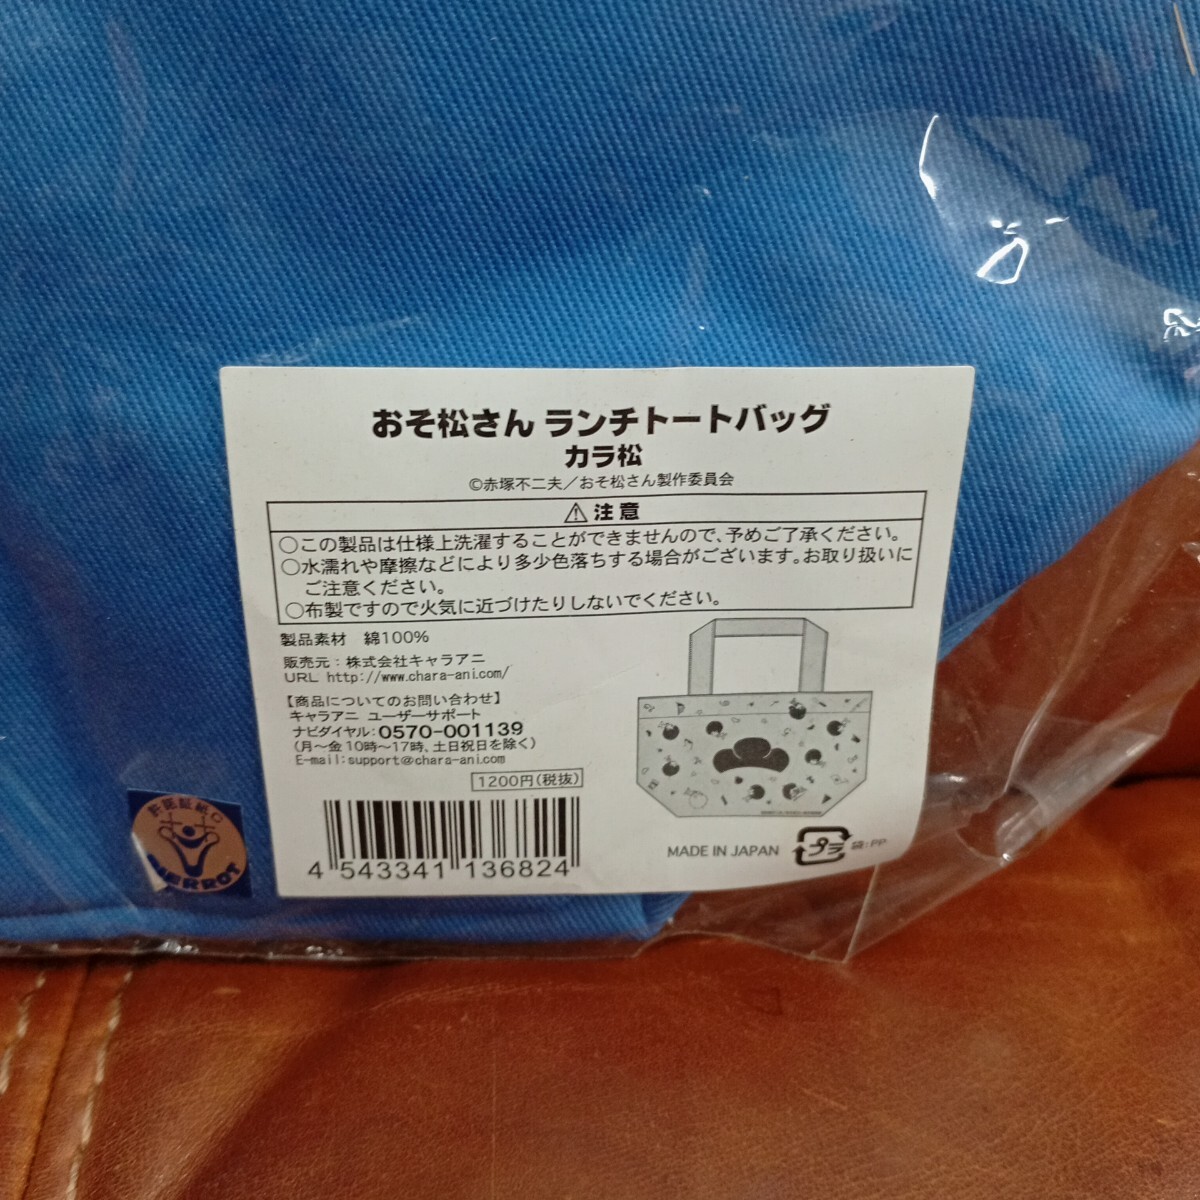 おそ松さん ランチトートバッグ
カラ松
©赤塚不二夫／おそ松さん製作委員会
⚠注意
○この製品は仕様上洗濯することができませんので、予めご了承ください。
○水濡れや摩擦などにより多少色落ちする場合がございます。お取り扱いに
ご注意ください。
○布製ですので火気に近づけたりしないでください。
製品素材　綿100%
販売元：株式会社キャラアニ
URL http://www.chara-ani.com/
【商品についてのお問い合わせ】
キャラアニ ユーザーサポート
ナビダイヤル：0570-001139
(月～金 10時～17時、土日祝日を除く)
E-mail:support@chara-ani.com
1200円(税抜)
4 543341 136824
MADE IN JAPAN
プラ 袋:PP
許諾証紙
PIERROT